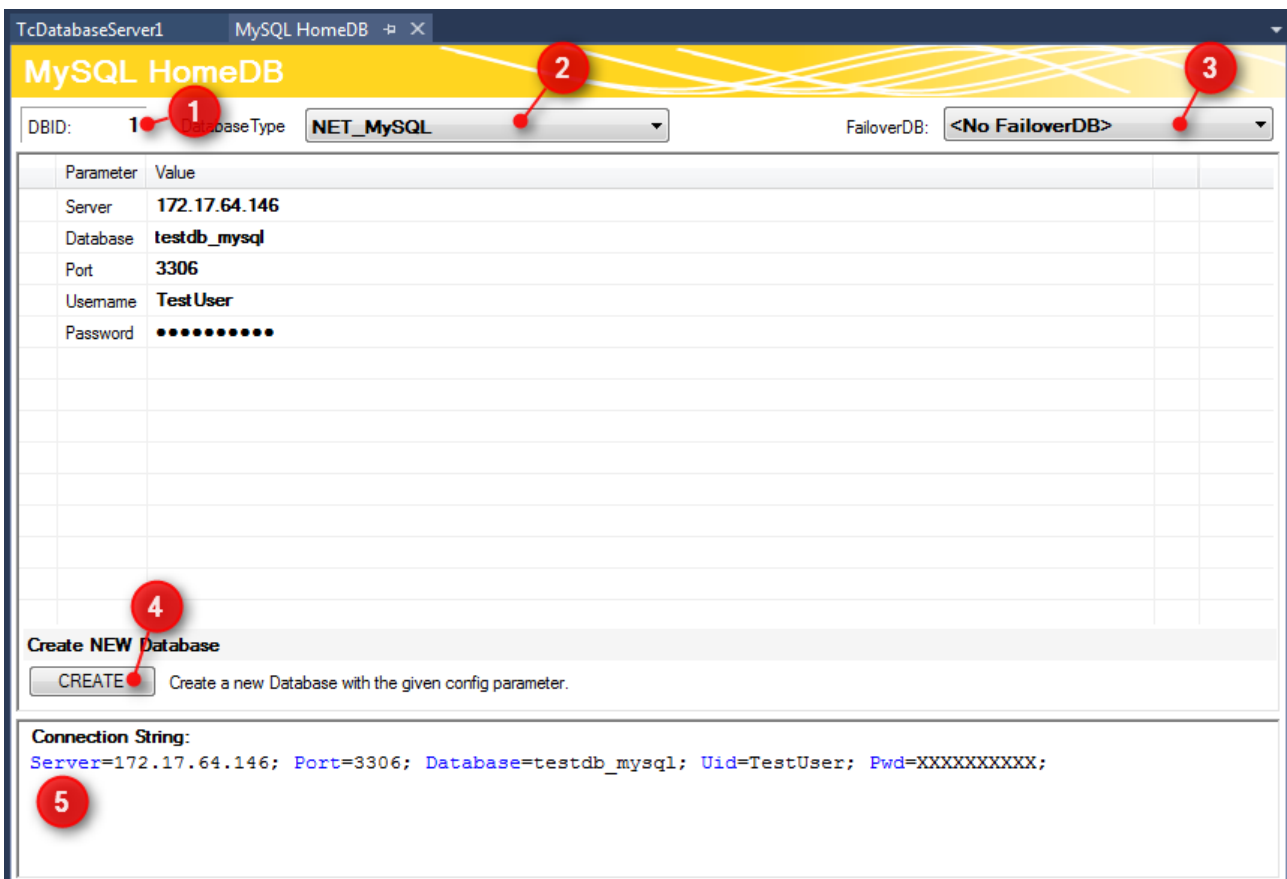 TcDatabaseServer1 MySQL HomeDB
MySQL HomeDB
2
3
1
DBID: 1 DatabaseType NET_MySQL FailoverDB: <No FailoverDB>
Parameter Value
Server 172.17.64.146
Database testdb_mysql
Port 3306
Username TestUser
Password ●●●●●●●●●●
4
Create NEW Database
CREATE Create a new Database with the given config parameter.
Connection String:
Server=172.17.64.146; Port=3306; Database=testdb_mysql; Uid=TestUser; Pwd=XXXXXXXXXX;
5